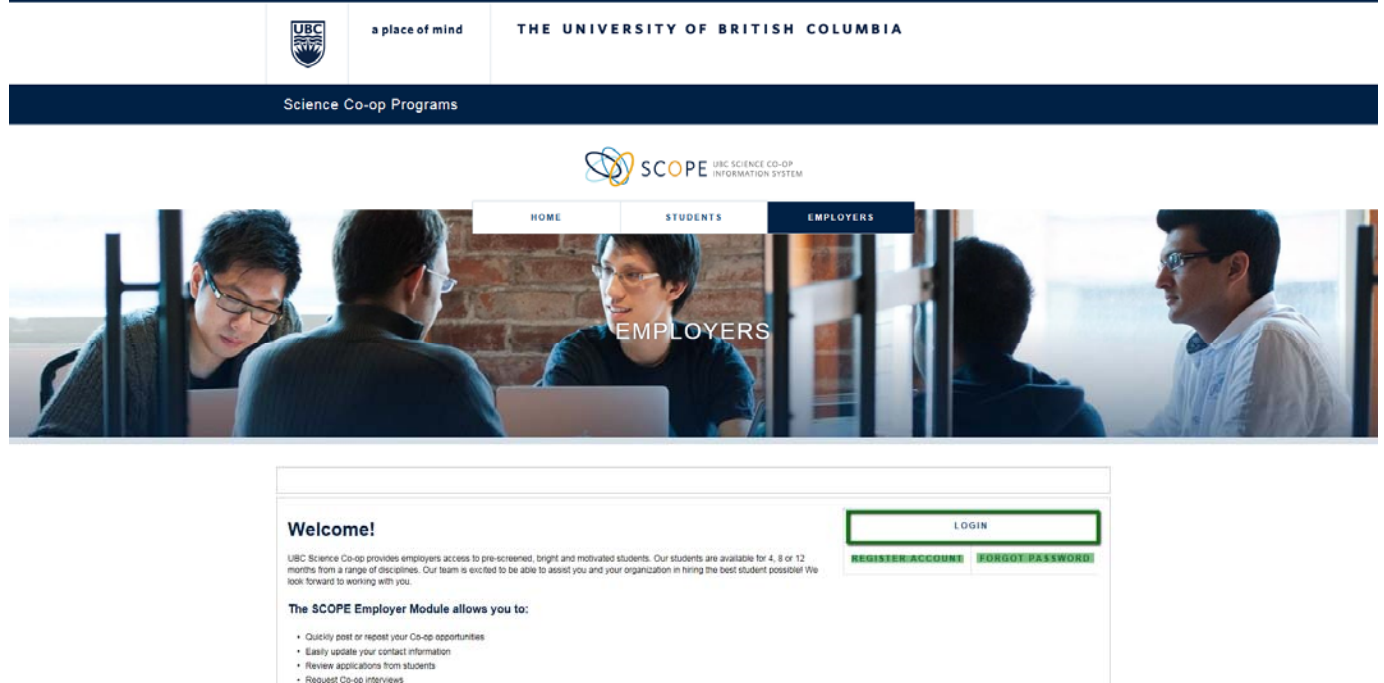 UBC
a place of mind
THE UNIVERSITY OF BRITISH COLUMBIA
Science Co-op Programs
SCOPE UBC SCIENCE CO-OP
INFORMATION SYSTEM
HOME STUDENTS EMPLOYERS
EMPLOYERS
Welcome!
LOGIN
REGISTER ACCOUNT FORGOT PASSWORD
UBC Science Co-op provides employers access to pre-screened, bright and motivated students. Our students are available for 4, 8 or 12
months from a range of disciplines. Our team is excited to be able to assist you and your organization in hiring the best student possible! We
look forward to working with you.
The SCOPE Employer Module allows you to:
• Quickly post or repost your Co-op opportunities
• Easily update your contact information
• Review applications from students
• Request Co-op interviews